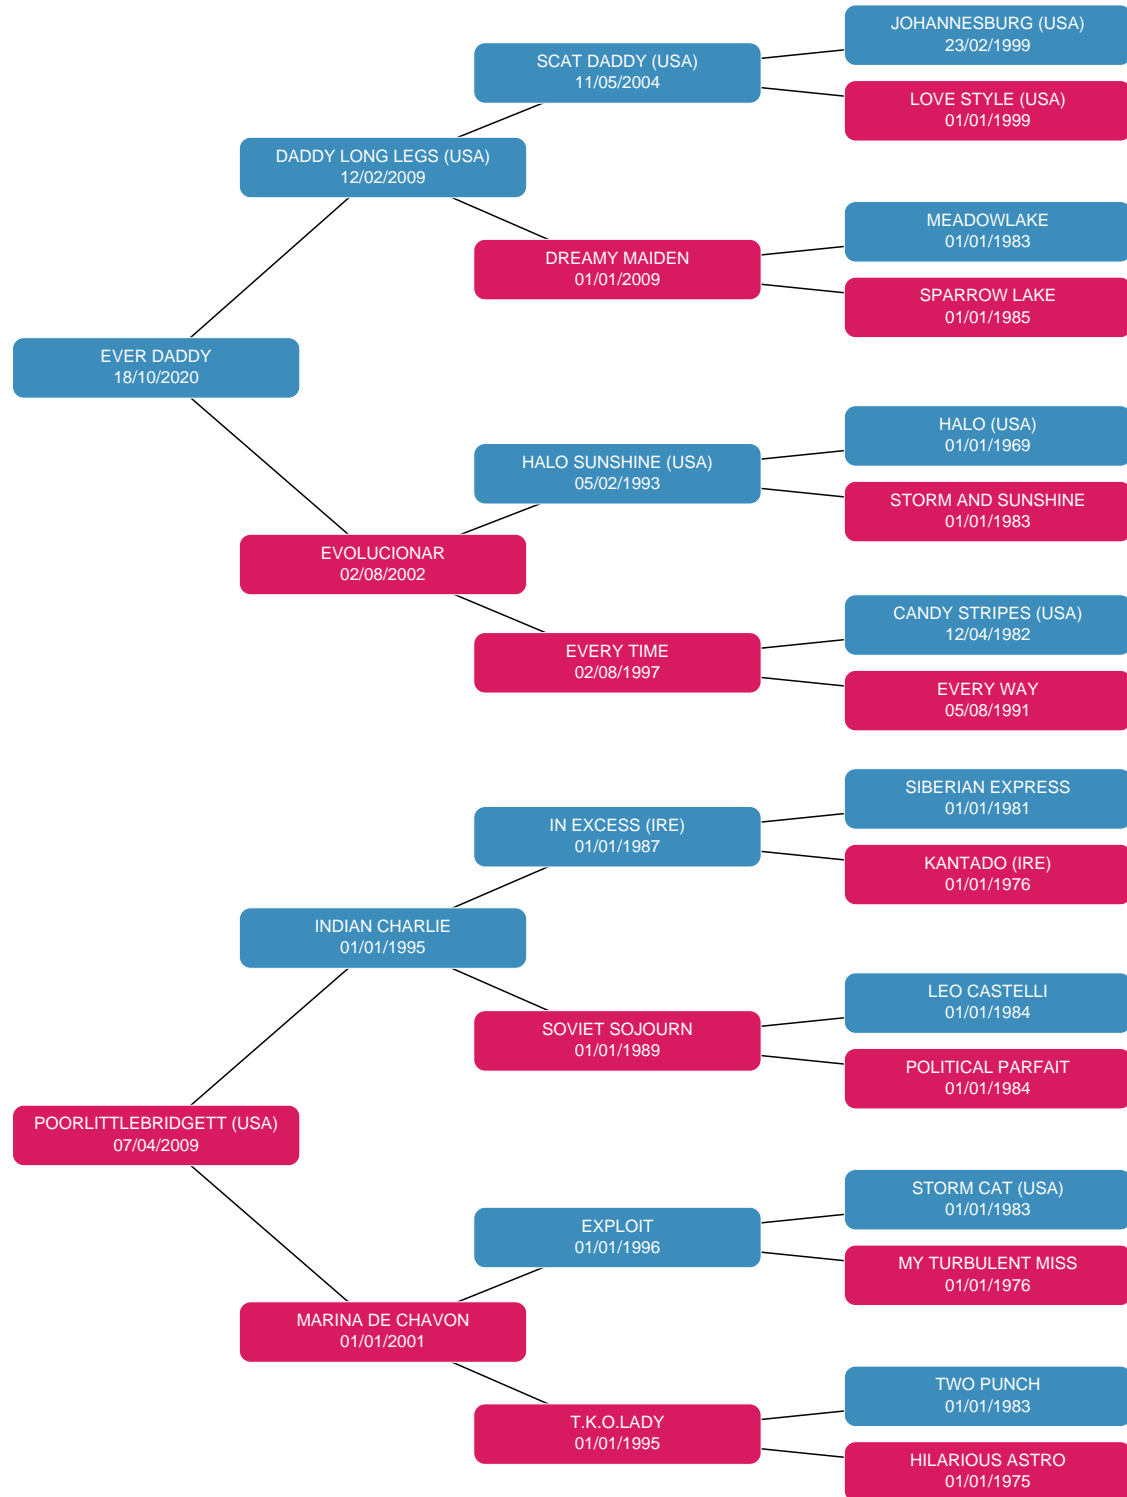 JOHANNESBURG (USA)
23/02/1999
SCAT DADDY (USA)
11/05/2004
LOVE STYLE (USA)
01/01/1999
DADDY LONG LEGS (USA)
12/02/2009
MEADOWLAKE
01/01/1983
DREAMY MAIDEN
01/01/2009
SPARROW LAKE
01/01/1985
EVER DADDY
18/10/2020
HALO (USA)
01/01/1969
HALO SUNSHINE (USA)
05/02/1993
STORM AND SUNSHINE
01/01/1983
EVOLUCIONAR
02/08/2002
CANDY STRIPES (USA)
12/04/1982
EVERY TIME
02/08/1997
EVERY WAY
05/08/1991
SIBERIAN EXPRESS
01/01/1981
IN EXCESS (IRE)
01/01/1987
KANTADO (IRE)
01/01/1976
INDIAN CHARLIE
01/01/1995
LEO CASTELLI
01/01/1984
SOVIET SOJOURN
01/01/1989
POLITICAL PARFAIT
01/01/1984
POORLITTLEBRIDGETT (USA)
07/04/2009
STORM CAT (USA)
01/01/1983
EXPLOIT
01/01/1996
MY TURBULENT MISS
01/01/1976
MARINA DE CHAVON
01/01/2001
TWO PUNCH
01/01/1983
T.K.O.LADY
01/01/1995
HILARIOUS ASTRO
01/01/1975